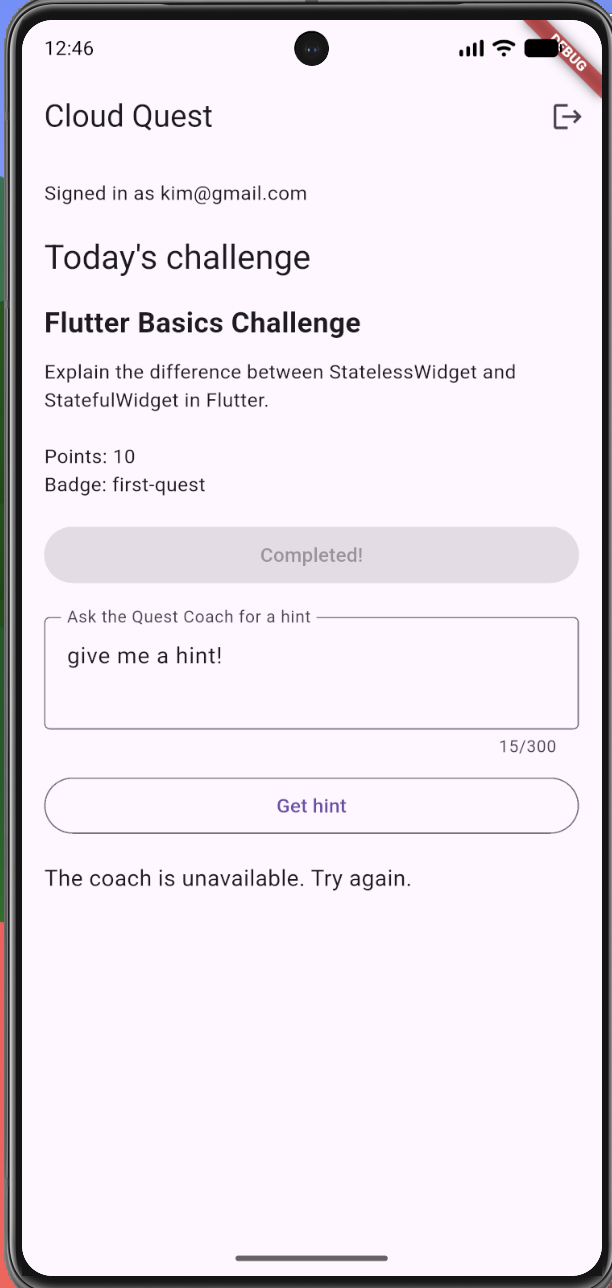 12:46
DEBUG
Cloud Quest
Signed in as kim@gmail.com
Today's challenge
Flutter Basics Challenge
Explain the difference between StatelessWidget and
StatefulWidget in Flutter.
Points: 10
Badge: first-quest
Completed!
Ask the Quest Coach for a hint
give me a hint!
15/300
Get hint
The coach is unavailable. Try again.